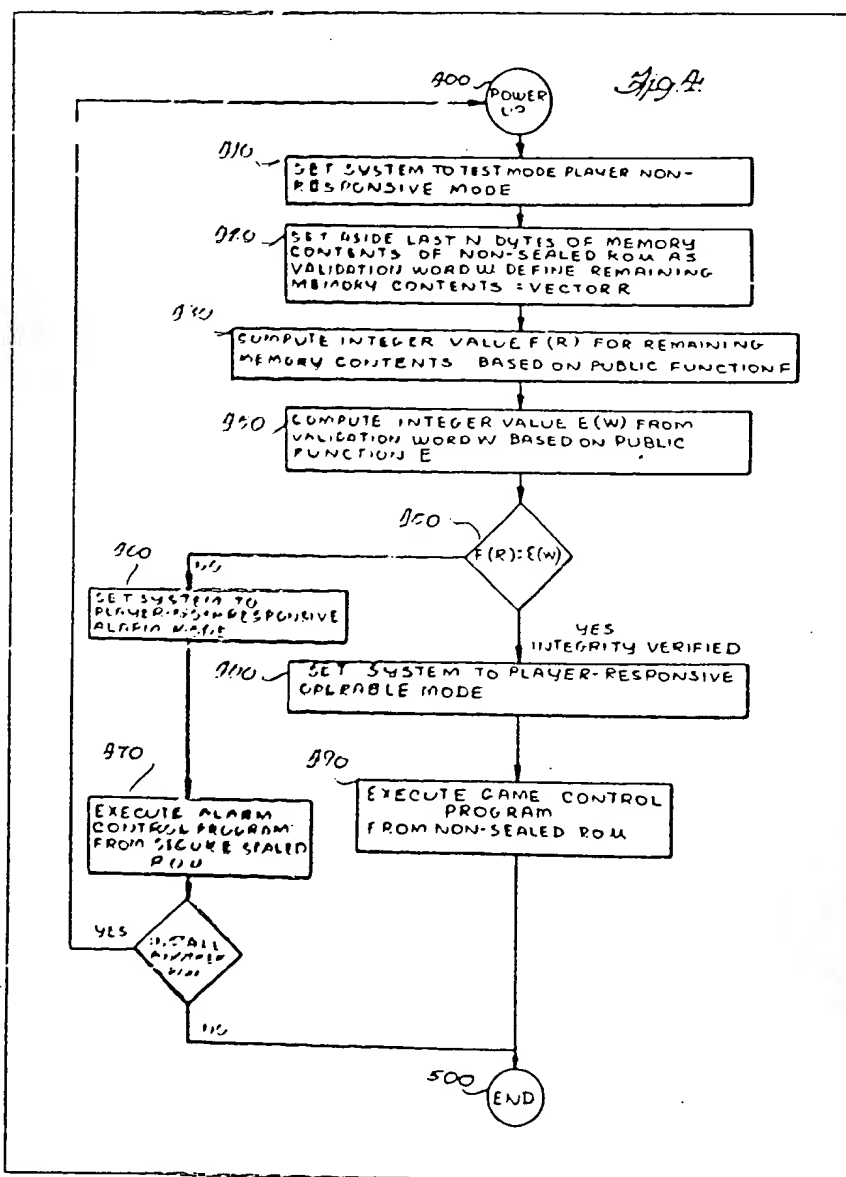 Fig. 4.
400
POWER
UP
410
SET SYSTEM TO TEST MODE PLAYER NON-
RESPONSIVE MODE
420
SET ASIDE LAST N BYTES OF MEMORY
CONTENTS OF NON-SEALED ROM AS
VALIDATION WORD W DEFINE REMAINING
MEMORY CONTENTS = VECTOR R
430
COMPUTE INTEGER VALUE F(R) FOR REMAINING
MEMORY CONTENTS BASED ON PUBLIC FUNCTION F
COMPUTE INTEGER VALUE E(W) FROM
VALIDATION WORD W BASED ON PUBLIC
FUNCTION E
F(R)=E(W)
NO
460
SET SYSTEM TO
PLAYER-NON-RESPONSIVE
ALARM MODE
YES
INTEGRITY VERIFIED
SET SYSTEM TO PLAYER-RESPONSIVE
OPERABLE MODE
470
EXECUTE ALARM
CONTROL PROGRAM
FROM SECURE SEALED
ROM
490
EXECUTE GAME CONTROL
PROGRAM
FROM NON-SEALED ROM
YES
INSTALL
ANOTHER
NO
500
END